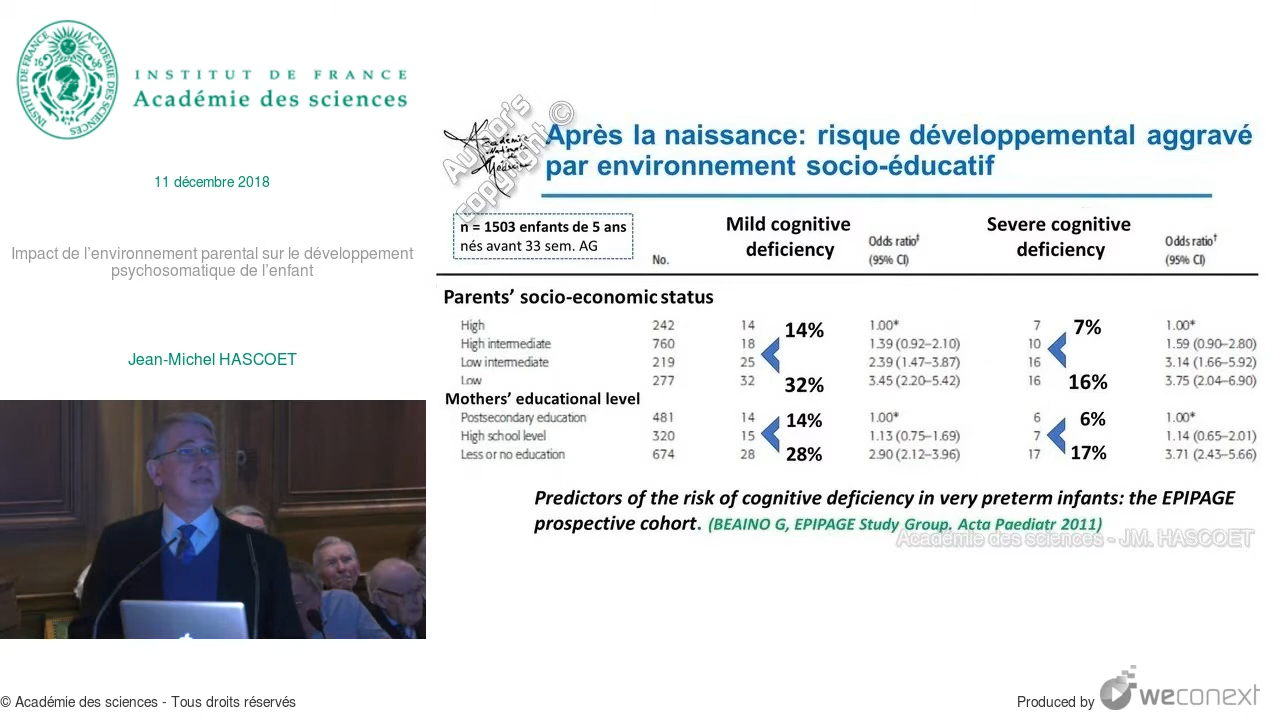 INSTITUT DE FRANCE
Académie des sciences
11 décembre 2018
Impact de l'environnement parental sur le développement
psychosomatique de l'enfant
Jean-Michel HASCOET
Author's
copyright ©
Académie
Nationale
de
Médecine
Après la naissance: risque développemental aggravé
par environnement socio-éducatif
n = 1503 enfants de 5 ans
nés avant 33 sem. AG
No.
Mild cognitive
deficiency
Odds ratio†
(95% CI)
Severe cognitive
deficiency
Odds ratio†
(95% CI)
Parents' socio-economic status
High 242 14 14% 1.00* 7 7% 1.00*
High intermediate 760 18 1.39 (0.92–2.10) 10 1.59 (0.90–2.80)
Low intermediate 219 25 2.39 (1.47–3.87) 16 3.14 (1.66–5.92)
Low 277 32 32% 3.45 (2.20–5.42) 16 16% 3.75 (2.04–6.90)
Mothers' educational level
Postsecondary education 481 14 14% 1.00* 6 6% 1.00*
High school level 320 15 1.13 (0.75–1.69) 7 1.14 (0.65–2.01)
Less or no education 674 28 28% 2.90 (2.12–3.96) 17 17% 3.71 (2.43–5.66)
Predictors of the risk of cognitive deficiency in very preterm infants: the EPIPAGE
prospective cohort. (BEAINO G, EPIPAGE Study Group. Acta Paediatr 2011)
Académie des sciences - JM. HASCOET
© Académie des sciences - Tous droits réservés
Produced by weconext